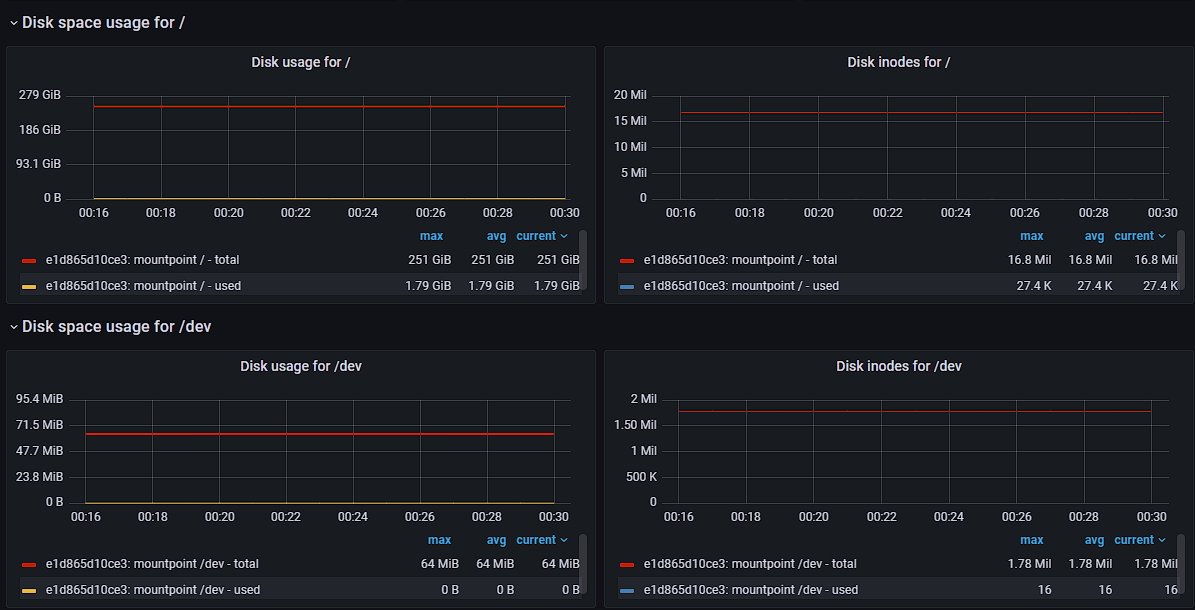 Disk space usage for /
Disk usage for /
279 GiB
186 GiB
93.1 GiB
0 B
00:16 00:18 00:20 00:22 00:24 00:26 00:28 00:30
max avg current
e1d865d10ce3: mountpoint / - total 251 GiB 251 GiB 251 GiB
e1d865d10ce3: mountpoint / - used 1.79 GiB 1.79 GiB 1.79 GiB
Disk inodes for /
20 Mil
15 Mil
10 Mil
5 Mil
0
00:16 00:18 00:20 00:22 00:24 00:26 00:28 00:30
max avg current
e1d865d10ce3: mountpoint / - total 16.8 Mil 16.8 Mil 16.8 Mil
e1d865d10ce3: mountpoint / - used 27.4 K 27.4 K 27.4 K
Disk space usage for /dev
Disk usage for /dev
95.4 MiB
71.5 MiB
47.7 MiB
23.8 MiB
0 B
00:16 00:18 00:20 00:22 00:24 00:26 00:28 00:30
max avg current
e1d865d10ce3: mountpoint /dev - total 64 MiB 64 MiB 64 MiB
e1d865d10ce3: mountpoint /dev - used 0 B 0 B 0 B
Disk inodes for /dev
2 Mil
1.50 Mil
1 Mil
500 K
0
00:16 00:18 00:20 00:22 00:24 00:26 00:28 00:30
max avg current
e1d865d10ce3: mountpoint /dev - total 1.78 Mil 1.78 Mil 1.78 Mil
e1d865d10ce3: mountpoint /dev - used 16 16 16